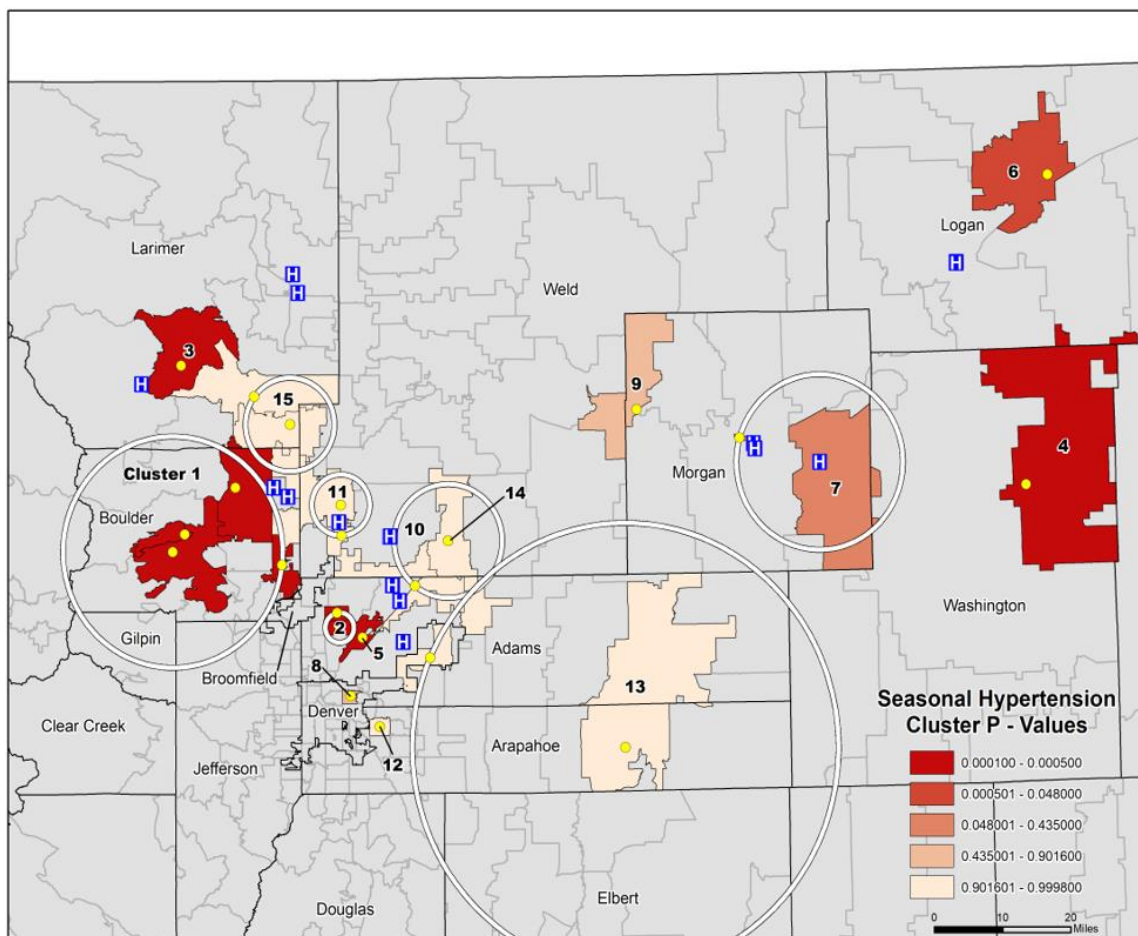 6
Logan
H
Larimer
H
H
Weld
3
H
9
15
4
Cluster 1
H
H
Morgan
H
H
7
11
14
Boulder
10
H
H
Washington
H
H
2
5
H
Gilpin
Adams
8
Broomfield
13
Denver
Clear Creek
Arapahoe
12
Jefferson
Seasonal Hypertension
Cluster P - Values
0.000100 - 0.000500
0.000501 - 0.048000
0.048001 - 0.435000
0.435001 - 0.901600
0.901601 - 0.999800
Elbert
Douglas
0 10 20
Miles